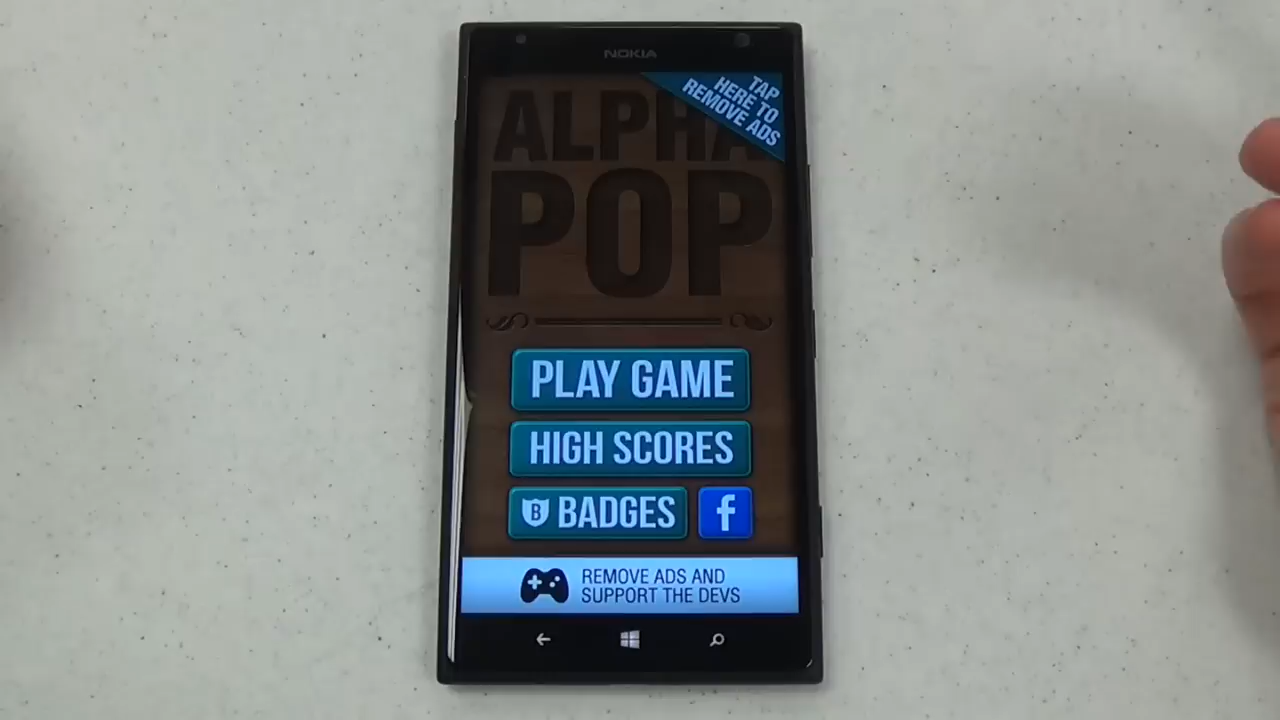 NOKIA
TAP
HERE TO
REMOVE ADS
ALPHA
POP
PLAY GAME
HIGH SCORES
B BADGES f
REMOVE ADS AND
SUPPORT THE DEVS